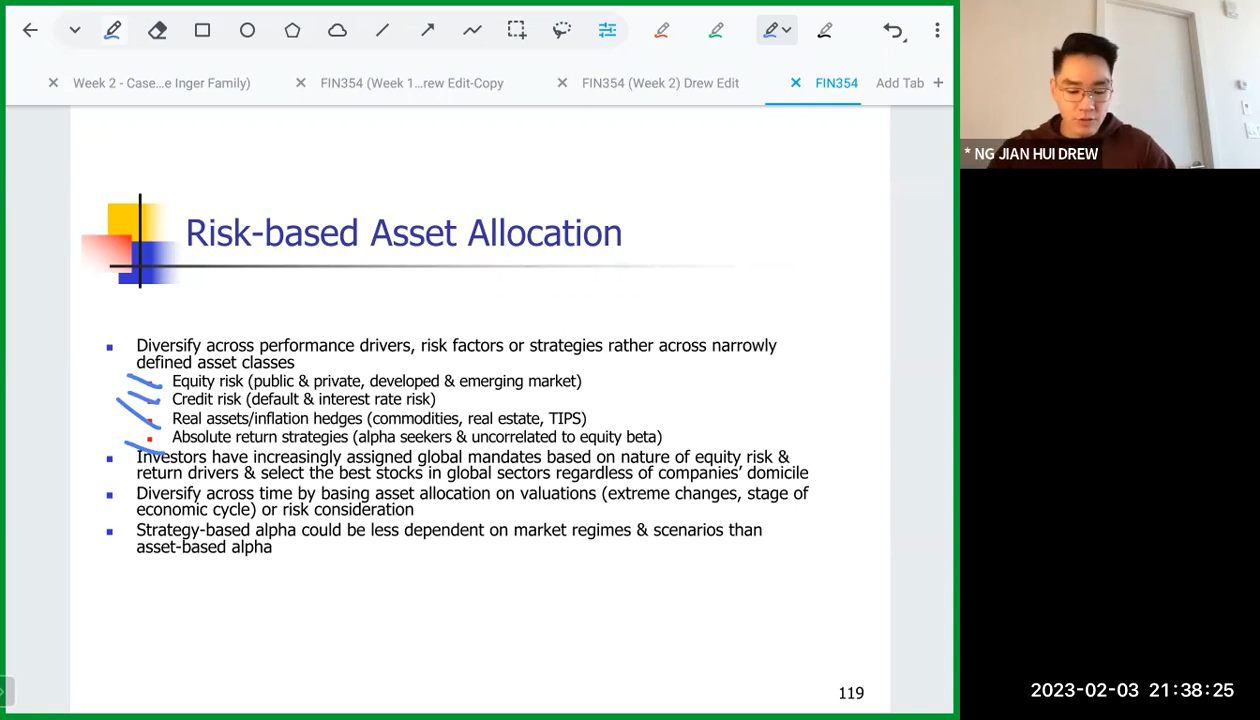 Week 2 - Case...e Inger Family)
FIN354 (Week 1...rew Edit-Copy
FIN354 (Week 2) Drew Edit
FIN354
Add Tab
* NG JIAN HUI DREW
Risk-based Asset Allocation
Diversify across performance drivers, risk factors or strategies rather across narrowly
defined asset classes
Equity risk (public & private, developed & emerging market)
Credit risk (default & interest rate risk)
Real assets/inflation hedges (commodities, real estate, TIPS)
Absolute return strategies (alpha seekers & uncorrelated to equity beta)
Investors have increasingly assigned global mandates based on nature of equity risk &
return drivers & select the best stocks in global sectors regardless of companies' domicile
Diversify across time by basing asset allocation on valuations (extreme changes, stage of
economic cycle) or risk consideration
Strategy-based alpha could be less dependent on market regimes & scenarios than
asset-based alpha
119
2023-02-03 21:38:25